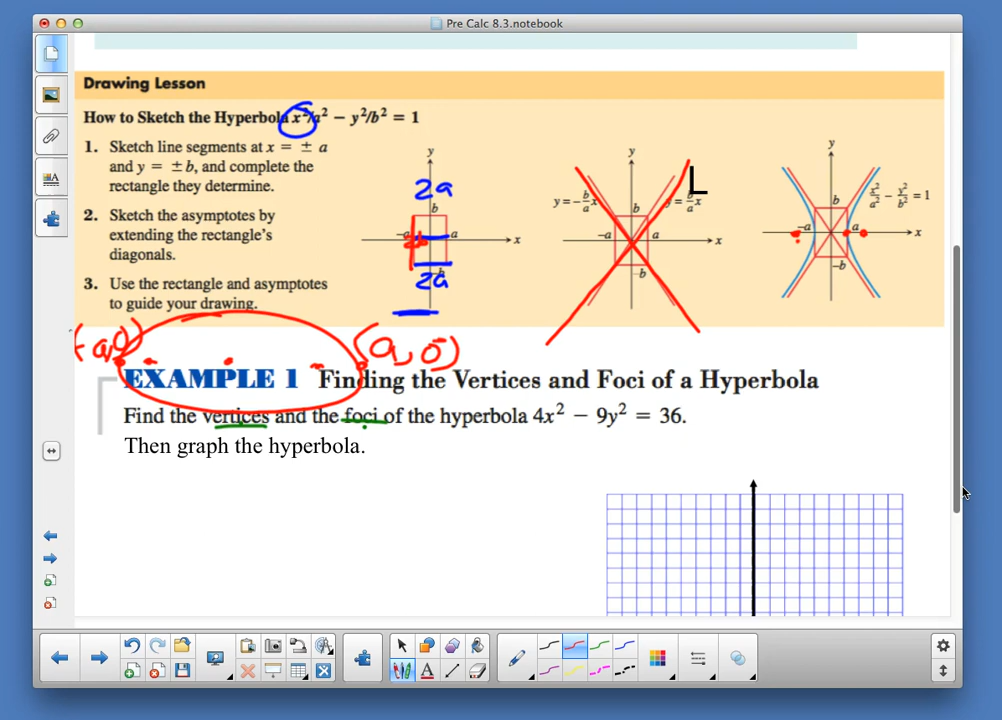 Pre Calc 8.3.notebook
Drawing Lesson
How to Sketch the Hyperbola x²/a² − y²/b² = 1
1. Sketch line segments at x = ± a
and y = ±b, and complete the
rectangle they determine.
2. Sketch the asymptotes by
extending the rectangle's
diagonals.
3. Use the rectangle and asymptotes
to guide your drawing.
y
2a
b
−a
a
x
2a
y
y = −b/a x
b
y = b/a x
−a
a
x
−b
y
b
x²/a² − y²/b² = 1
−a
a
x
−b
(a, 0)
EXAMPLE 1 Finding the Vertices and Foci of a Hyperbola
Find the vertices and the foci of the hyperbola 4x² − 9y² = 36.
Then graph the hyperbola.